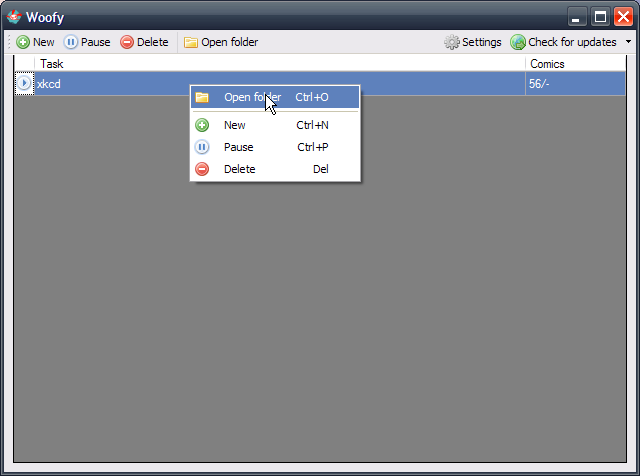 Woofy
New Pause Delete Open folder Settings Check for updates
Task Comics
xkcd 56/-
Open folder Ctrl+O
New Ctrl+N
Pause Ctrl+P
Delete Del